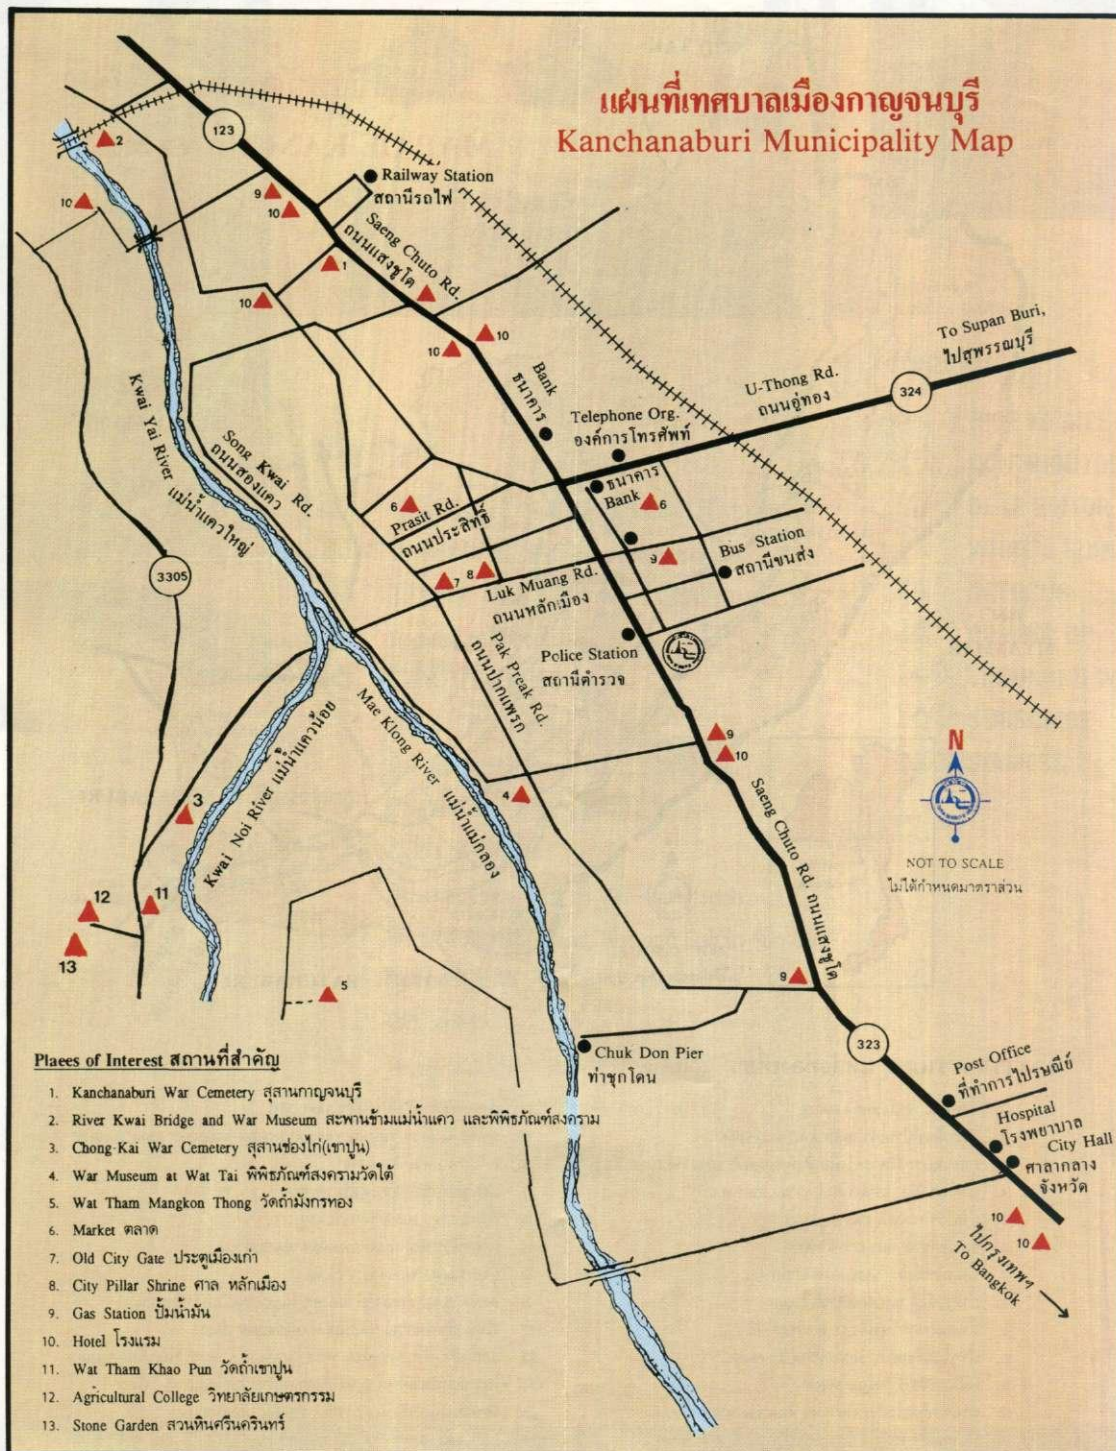 แผนที่เทศบาลเมืองกาญจนบุรี
Kanchanaburi Municipality Map
123
2
Railway Station
สถานีรถไฟ
9
10
10
Saeng Chuto Rd.
ถนนแสงชูโต
1
10
10
10
To Supan Buri,
ไปสุพรรณบุรี
Bank
ธนาคาร
U-Thong Rd.
ถนนอู่ทอง
324
Telephone Org.
องค์การโทรศัพท์
Kwai Yai River
แม่น้ำแควใหญ่
Song Kwai Rd.
ถนนสองแคว
ธนาคาร
Bank
6
6
Prasit Rd.
ถนนประสิทธิ์
9
Bus Station
สถานีขนส่ง
3305
7
8
Luk Muang Rd.
ถนนหลักเมือง
Police Station
สถานีตำรวจ
Pak Preak Rd.
ถนนปากแพรก
Mae Klong River
แม่น้ำแม่กลอง
Kwai Noi River แม่น้ำแควน้อย
9
10
N
3
4
Saeng Chuto Rd. ถนนแสงชูโต
NOT TO SCALE
ไม่ได้กำหนดมาตราส่วน
12
11
13
5
9
323
Chuk Don Pier
ท่าชุกโดน
Post Office
ที่ทำการไปรษณีย์
Hospital
โรงพยาบาล
City Hall
ศาลากลาง
จังหวัด
10
10
ไปกรุงเทพฯ
To Bangkok
Plaees of Interest สถานที่สำคัญ
1. Kanchanaburi War Cemetery สุสานกาญจนบุรี
2. River Kwai Bridge and War Museum สะพานข้ามแม่น้ำแคว และพิพิธภัณฑ์สงคราม
3. Chong-Kai War Cemetery สุสานช่องไก่(เขาปูน)
4. War Museum at Wat Tai พิพิธภัณฑ์สงครามวัดใต้
5. Wat Tham Mangkon Thong วัดถ้ำมังกรทอง
6. Market ตลาด
7. Old City Gate ประตูเมืองเก่า
8. City Pillar Shrine ศาล หลักเมือง
9. Gas Station ปั้มน้ำมัน
10. Hotel โรงแรม
11. Wat Tham Khao Pun วัดถ้ำเขาปูน
12. Agricultural College วิทยาลัยเกษตรกรรม
13. Stone Garden สวนหินศรีนครินทร์